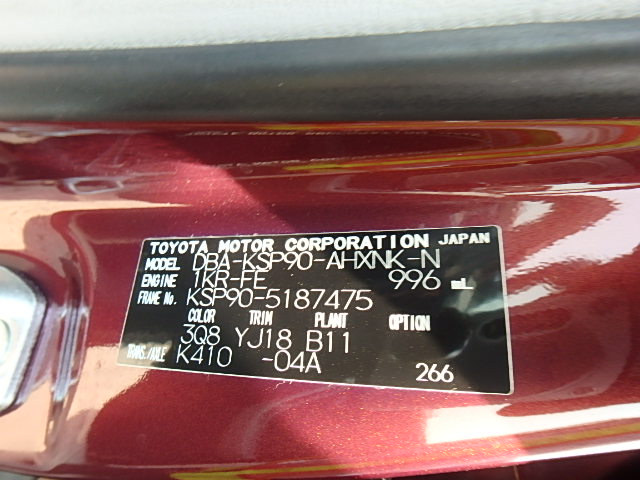 TOYOTA MOTOR CORPORATION JAPAN
MODEL DBA-KSP90-AHXNK-N
ENGINE 1KR-FE 996 mL
FRAME No. KSP90-5187475
COLOR TRIM PLANT OPTION
3Q8 YJ18 B11
TRANS./AXLE K410 -04A
266